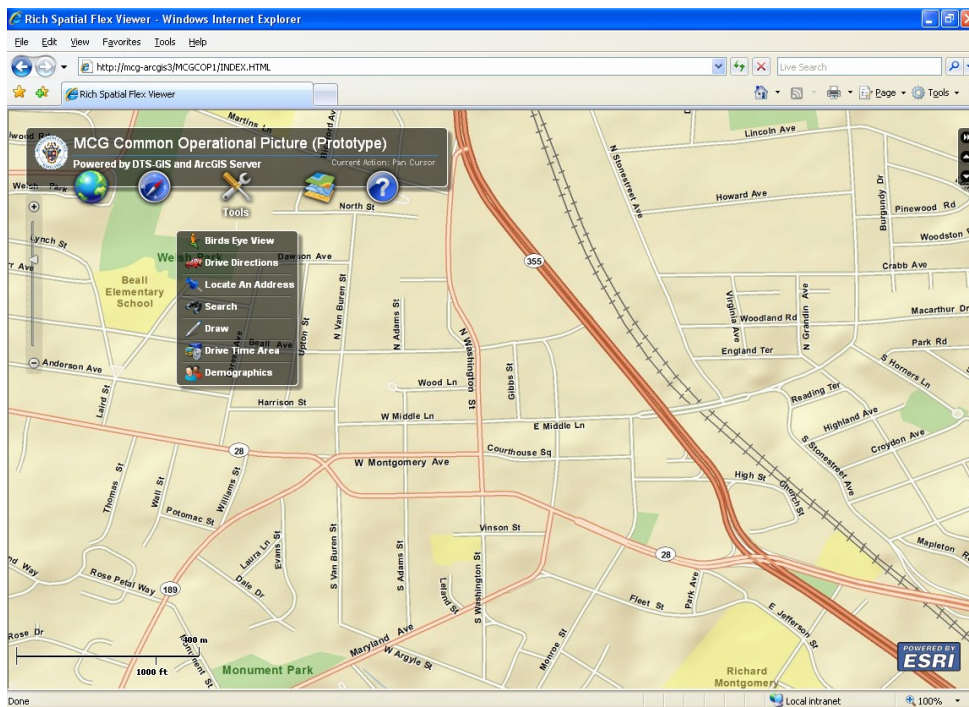 Rich Spatial Flex Viewer - Windows Internet Explorer
File Edit View Favorites Tools Help
http://mcg-arcgis3/MCGCOP1/INDEX.HTML
Live Search
Rich Spatial Flex Viewer
Page Tools
MCG Common Operational Picture (Prototype)
Powered by DTS-GIS and ArcGIS Server
Current Action: Pan Cursor
Tools
Birds Eye View
Drive Directions
Locate An Address
Search
Draw
Drive Time Area
Demographics
Martins Ln
Lincoln Ave
N Stonestreet Ave
Howard Ave
Burgundy Dr
Pinewood Rd
Woodston
Welsh Park
North St
Lynch St
Welsh Park
Dawson Ave
355
Crabb Ave
Beall Elementary School
N Van Buren St
N Adams St
N Washington St
Virginia Ave
N Grandin Ave
Woodland Rd
Macarthur Dr
Upton St
Beall Ave
England Ter
Park Rd
S Horners Ln
Anderson Ave
Laird St
Wood Ln
Gibbs St
Reading Ter
Harrison St
W Middle Ln
E Middle Ln
Highland Ave
Croydon Ave
S Stonestreet Ave
28
Courthouse Sq
W Montgomery Ave
High St
Church St
Thomas St
Wall St
Williams St
Potomac St
Vinson St
Laura Ln
Evans St
S Van Buren St
S Adams St
S Washington St
28
Mapleton
Rose Petal Way
189
Dale Dr
Leland St
Park Ave
Fleet St
E Jefferson St
Rose Dr
Maryland Ave
W Argyle St
Monroe St
Monument St
400 m
1000 ft
Monument Park
Richard Montgomery
POWERED BY
ESRI
Done
Local intranet
100%